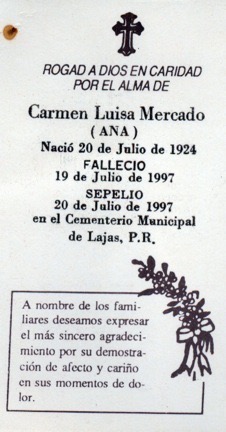 ROGAD A DIOS EN CARIDAD
POR EL ALMA DE
Carmen Luisa Mercado
( ANA )
Nació 20 de Julio de 1924
FALLECIO
19 de Julio de 1997
SEPELIO
20 de Julio de 1997
en el Cementerio Municipal
de Lajas, P.R.
A nombre de los fami-
liares deseamos expresar
el más sincero agradeci-
miento por su demostra-
ción de afecto y cariño
en sus momentos de do-
lor.